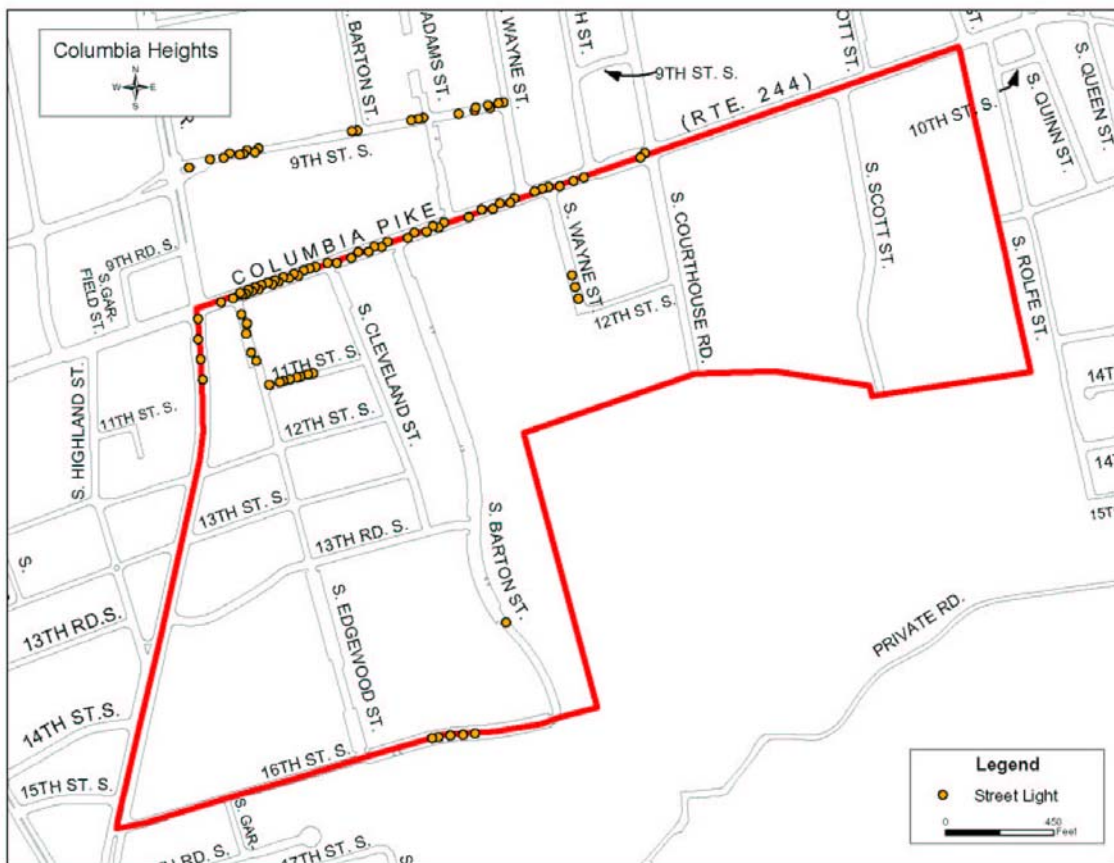 Columbia Heights
N
W E
S
BARTON ST.
ADAMS ST.
WAYNE ST.
9TH ST. S.
(RTE. 244)
10TH ST. S.
S. QUINN ST.
S. QUEEN ST.
9TH ST. S.
COLUMBIA PIKE
9TH RD. S.
S. GAR-
FIELD ST.
S. WAYNE ST.
12TH ST. S.
S. COURTHOUSE RD.
S. SCOTT ST.
S. ROLFE ST.
S. HIGHLAND ST.
11TH ST. S.
11TH ST. S.
S. CLEVELAND ST.
12TH ST. S.
13TH ST. S.
13TH RD. S.
S. BARTON ST.
S. EDGEWOOD ST.
13TH RD. S.
14TH ST. S.
15TH ST. S.
16TH ST. S.
S. GAR-
PRIVATE RD.
Legend
Street Light
0 450
Feet